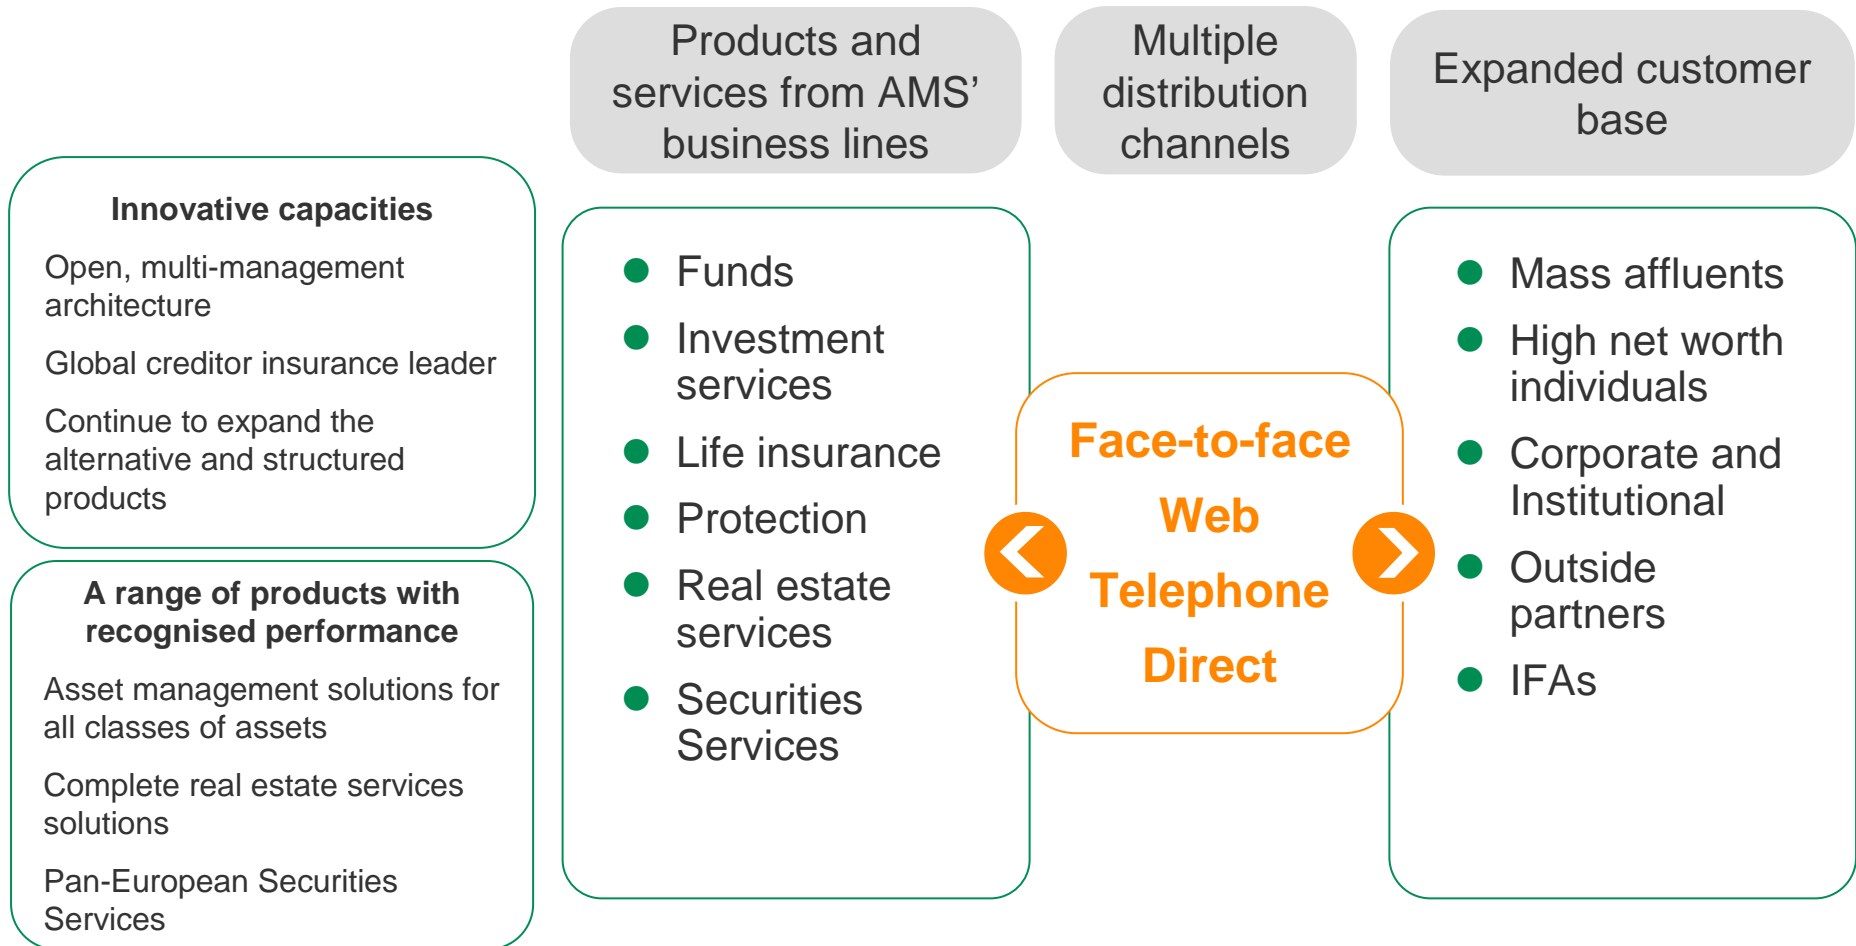 Products and
services from AMS’
business lines
Multiple
distribution
channels
Expanded customer
base
Innovative capacities
Open, multi-management
architecture
Global creditor insurance leader
Continue to expand the
alternative and structured
products
A range of products with
recognised performance
Asset management solutions for
all classes of assets
Complete real estate services
solutions
Pan-European Securities
Services
Funds
Investment
services
Life insurance
Protection
Real estate
services
Securities
Services
Face-to-face
Web
Telephone
Direct
Mass affluents
High net worth
individuals
Corporate and
Institutional
Outside
partners
IFAs